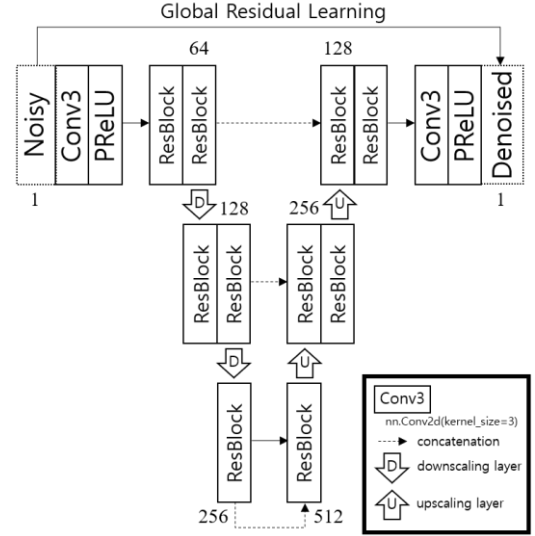 Global Residual Learning
64
128
Noisy
Conv3
PReLU
ResBlock
ResBlock
ResBlock
ResBlock
Conv3
PReLU
Denoised
1
1
D
128
256
U
ResBlock
ResBlock
ResBlock
ResBlock
D
U
ResBlock
ResBlock
256
512
Conv3
nn.Conv2d(kernel_size=3)
concatenation
D
downscaling layer
U
upscaling layer